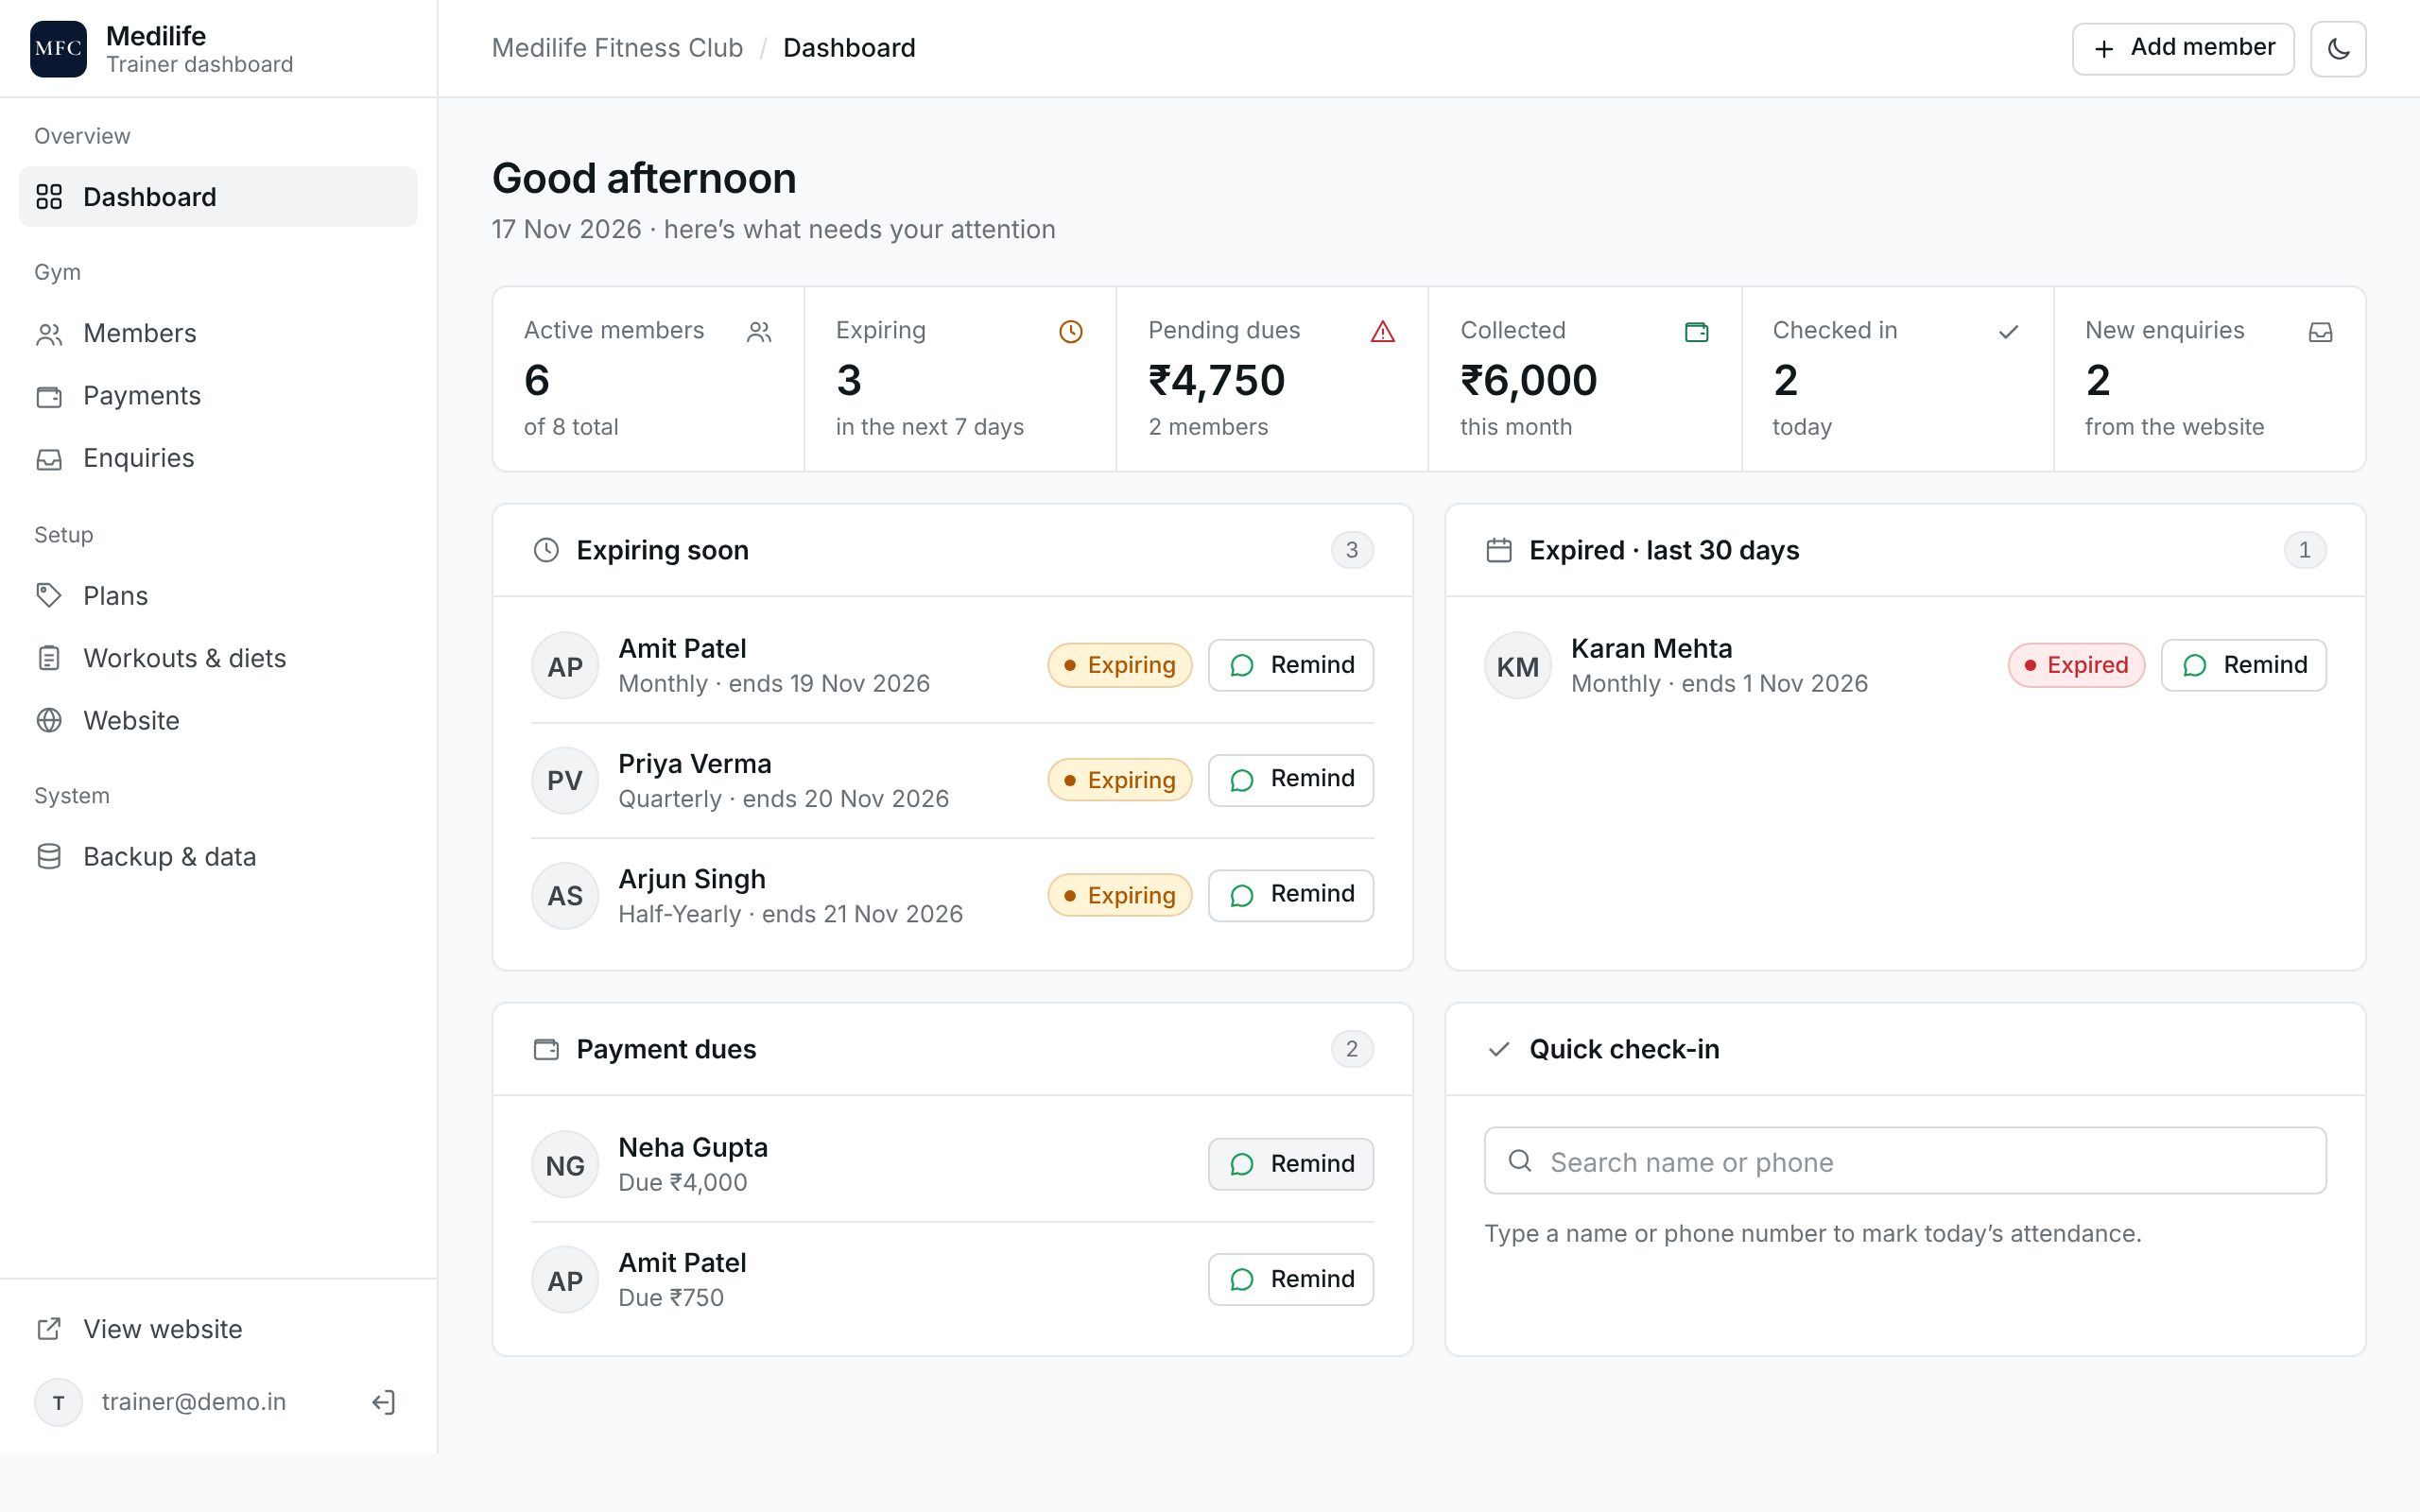 MFC
Medilife
Trainer dashboard
Medilife Fitness Club / Dashboard
Add member
Overview
Dashboard
Gym
Members
Payments
Enquiries
Setup
Plans
Workouts & diets
Website
System
Backup & data
View website
T
trainer@demo.in
Good afternoon
17 Nov 2026 · here’s what needs your attention
Active members
6
of 8 total
Expiring
3
in the next 7 days
Pending dues
₹4,750
2 members
Collected
₹6,000
this month
Checked in
2
today
New enquiries
2
from the website
Expiring soon
3
AP
Amit Patel
Monthly · ends 19 Nov 2026
Expiring
Remind
PV
Priya Verma
Quarterly · ends 20 Nov 2026
Expiring
Remind
AS
Arjun Singh
Half-Yearly · ends 21 Nov 2026
Expiring
Remind
Expired · last 30 days
1
KM
Karan Mehta
Monthly · ends 1 Nov 2026
Expired
Remind
Payment dues
2
NG
Neha Gupta
Due ₹4,000
Remind
AP
Amit Patel
Due ₹750
Remind
Quick check-in
Search name or phone
Type a name or phone number to mark today’s attendance.